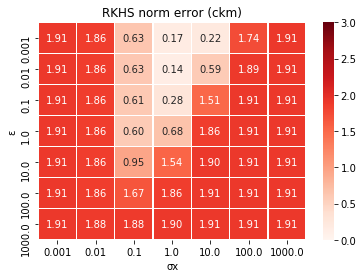 RKHS norm error (ckm)
ε
0.001 1.91 1.86 0.63 0.17 0.22 1.74 1.91
0.01 1.91 1.86 0.63 0.14 0.59 1.89 1.91
0.1 1.91 1.86 0.61 0.28 1.51 1.91 1.91
1.0 1.91 1.86 0.60 0.68 1.86 1.91 1.91
10.0 1.91 1.86 0.95 1.54 1.90 1.91 1.91
100.0 1.91 1.86 1.67 1.86 1.91 1.91 1.91
1000.0 1.91 1.88 1.88 1.90 1.91 1.91 1.91
0.001 0.01 0.1 1.0 10.0 100.0 1000.0
σx
3.0
2.5
2.0
1.5
1.0
0.5
0.0